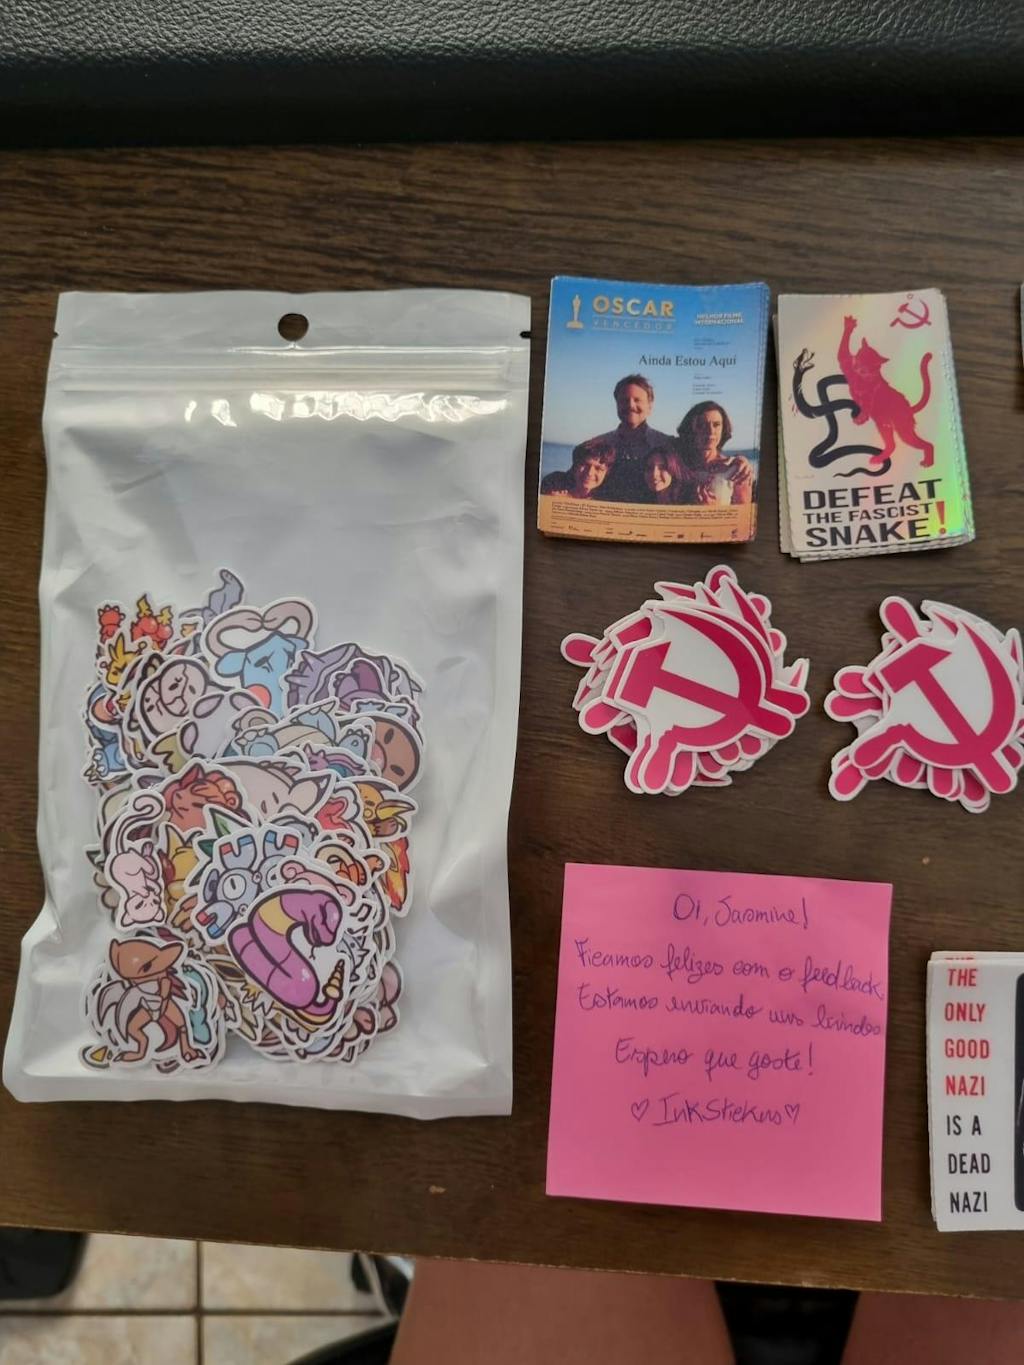 OSCAR
VENCEDOR
MELHOR FILME
INTERNACIONAL
Ainda Estou Aqui
DEFEAT
THE FASCIST
SNAKE!
Oi, Jasmine!
Ficamos felizes com o feedback
Estamos enviando uns brindes
Espero que goste!
♡ InkStickers ♡
THE
THE
ONLY
GOOD
NAZI
IS A
DEAD
NAZI